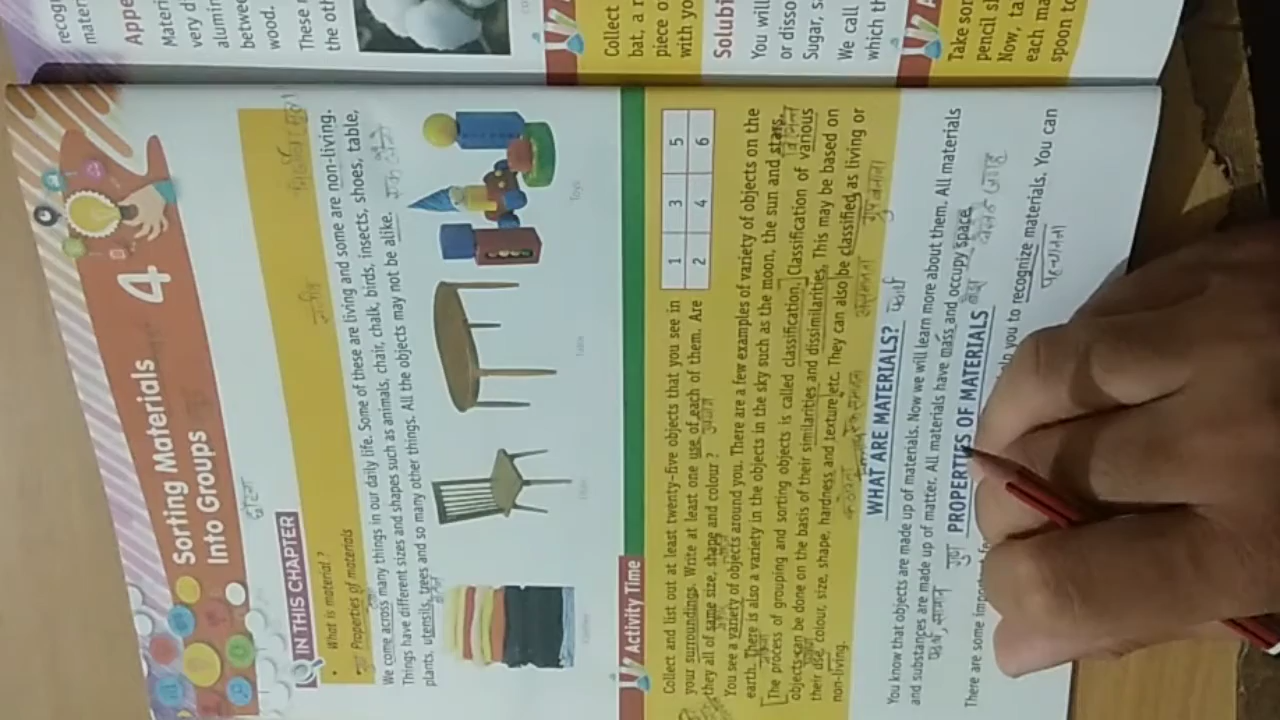 4
Sorting Materials
Into Groups
IN THIS CHAPTER
What is material ?
Properties of materials
We come across many things in our daily life. Some of these are living and some are non-living.
Things have different sizes and shapes such as animals, chair, chalk, birds, insects, shoes, table,
plants, utensils, trees and so many other things. All the objects may not be alike.
Table
Toys
Activity Time
Collect and list out at least twenty-five objects that you see in
your surroundings. Write at least one use of each of them. Are
they all of same size, shape and colour ?
1 3 5
2 4 6
You see a variety of objects around you. There are a few examples of variety of objects on the
earth. There is also a variety in the objects in the sky such as the moon, the sun and stars.
The process of grouping and sorting objects is called classification. Classification of various
objects can be done on the basis of their similarities and dissimilarities. This may be based on
their use, colour, size, shape, hardness and texture etc. They can also be classified as living or
non-living.
WHAT ARE MATERIALS?
You know that objects are made up of materials. Now we will learn more about them. All materials
and substances are made up of matter. All materials have mass and occupy space.
गुण
PROPERTIES OF MATERIALS
There are some you to recognize materials. You can
पहचानना
recogn
materi
Appe
Materi
very di
alumin
betwee
wood.
These
the oth
Collect
bat, a r
piece o
with yo
Solubi
You will
or disso
Sugar, s
We call
which th
Take so
pencil s
Now, ta
each ma
spoon to